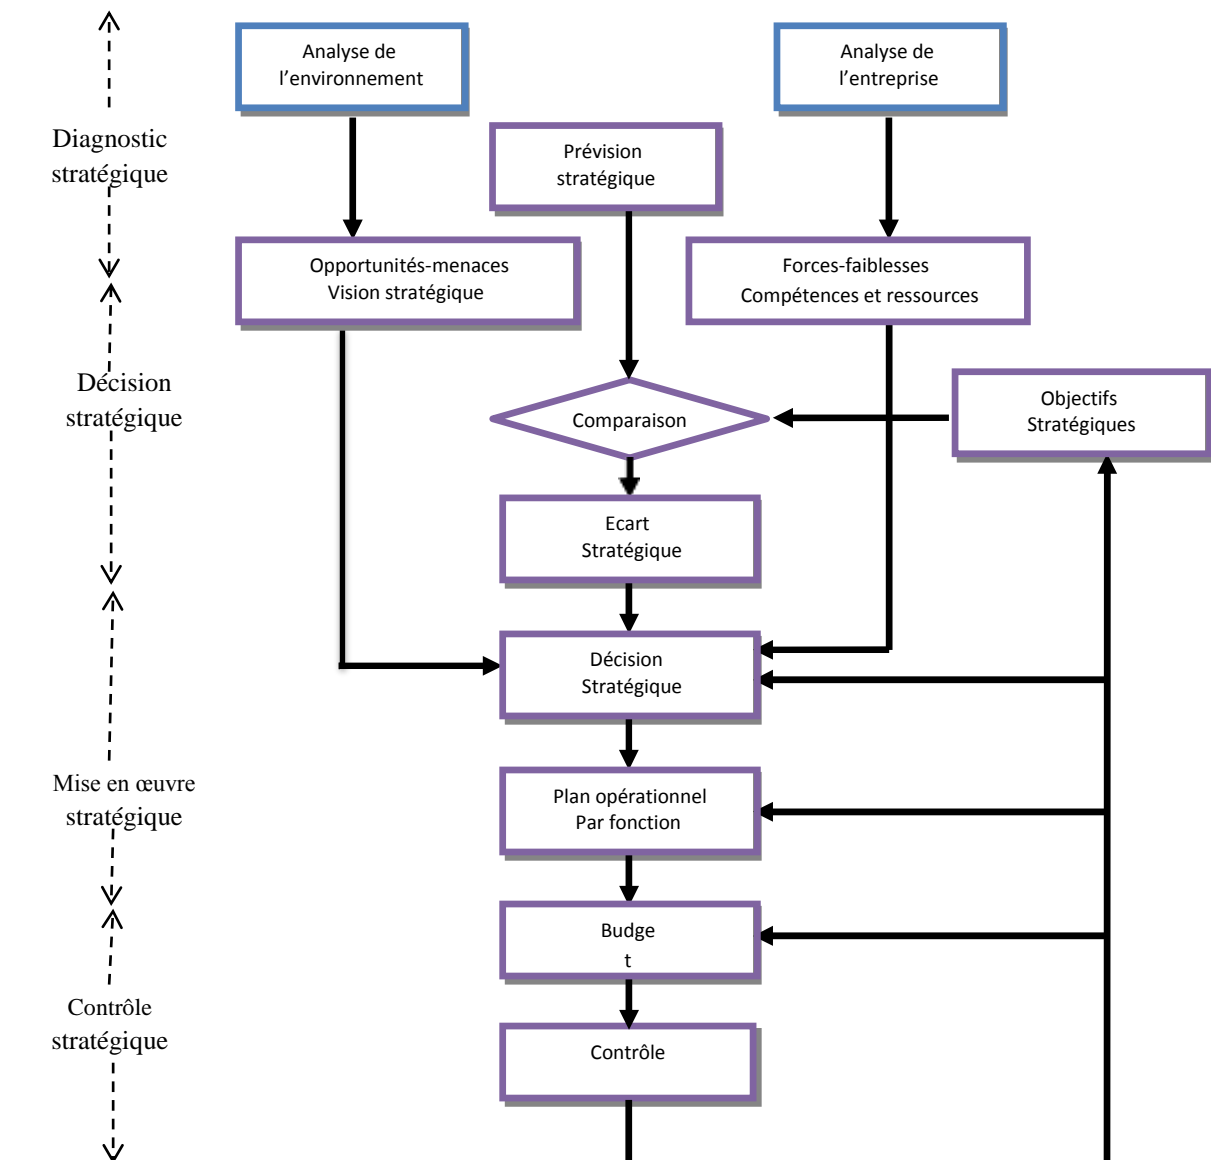 Analyse de
l’environnement
Analyse de
l’entreprise
Diagnostic
stratégique
Prévision
stratégique
Opportunités-menaces
Vision stratégique
Forces-faiblesses
Compétences et ressources
Décision
stratégique
Comparaison
Objectifs
Stratégiques
Ecart
Stratégique
Décision
Stratégique
Mise en œuvre
stratégique
Plan opérationnel
Par fonction
Budge
t
Contrôle
stratégique
Contrôle